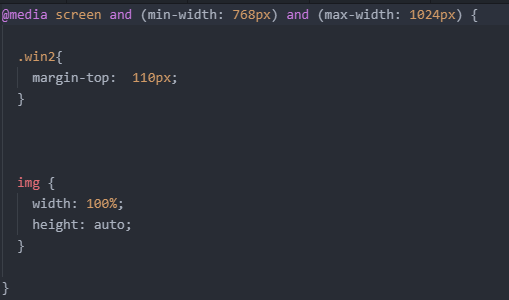 @media screen and (min-width: 768px) and (max-width: 1024px) {
.win2{
margin-top:  110px;
}
img {
width: 100%;
height: auto;
}
}